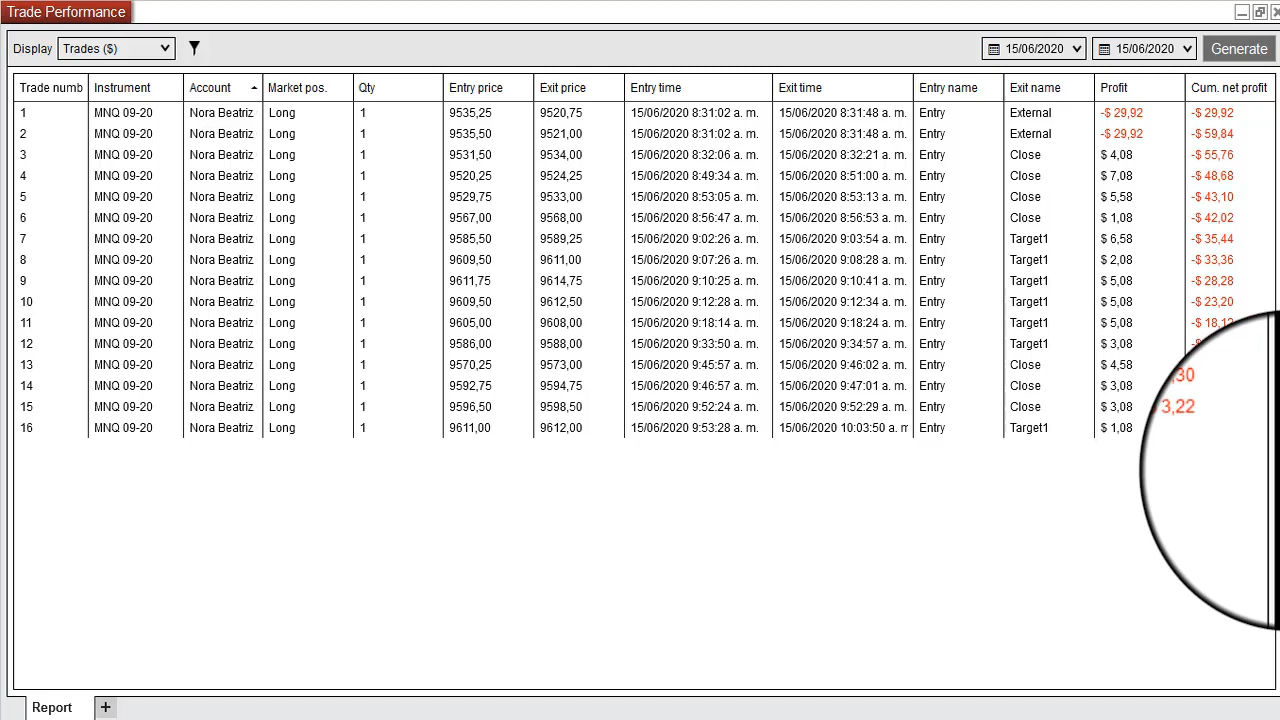 Trade Performance
Display Trades ($) 15/06/2020 15/06/2020 Generate
Trade numb Instrument Account Market pos. Qty Entry price Exit price Entry time Exit time Entry name Exit name Profit Cum. net profit
1 MNQ 09-20 Nora Beatriz Long 1 9535,25 9520,75 15/06/2020 8:31:02 a. m. 15/06/2020 8:31:48 a. m. Entry External -$ 29,92 -$ 29,92
2 MNQ 09-20 Nora Beatriz Long 1 9535,50 9521,00 15/06/2020 8:31:02 a. m. 15/06/2020 8:31:48 a. m. Entry External -$ 29,92 -$ 59,84
3 MNQ 09-20 Nora Beatriz Long 1 9531,50 9534,00 15/06/2020 8:32:06 a. m. 15/06/2020 8:32:21 a. m. Entry Close $ 4,08 -$ 55,76
4 MNQ 09-20 Nora Beatriz Long 1 9520,25 9524,25 15/06/2020 8:49:34 a. m. 15/06/2020 8:51:00 a. m. Entry Close $ 7,08 -$ 48,68
5 MNQ 09-20 Nora Beatriz Long 1 9529,75 9533,00 15/06/2020 8:53:05 a. m. 15/06/2020 8:53:13 a. m. Entry Close $ 5,58 -$ 43,10
6 MNQ 09-20 Nora Beatriz Long 1 9567,00 9568,00 15/06/2020 8:56:47 a. m. 15/06/2020 8:56:53 a. m. Entry Close $ 1,08 -$ 42,02
7 MNQ 09-20 Nora Beatriz Long 1 9585,50 9589,25 15/06/2020 9:02:26 a. m. 15/06/2020 9:03:54 a. m. Entry Target1 $ 6,58 -$ 35,44
8 MNQ 09-20 Nora Beatriz Long 1 9609,50 9611,00 15/06/2020 9:07:26 a. m. 15/06/2020 9:08:28 a. m. Entry Target1 $ 2,08 -$ 33,36
9 MNQ 09-20 Nora Beatriz Long 1 9611,75 9614,75 15/06/2020 9:10:25 a. m. 15/06/2020 9:10:41 a. m. Entry Target1 $ 5,08 -$ 28,28
10 MNQ 09-20 Nora Beatriz Long 1 9609,50 9612,50 15/06/2020 9:12:28 a. m. 15/06/2020 9:12:34 a. m. Entry Target1 $ 5,08 -$ 23,20
11 MNQ 09-20 Nora Beatriz Long 1 9605,00 9608,00 15/06/2020 9:18:14 a. m. 15/06/2020 9:18:24 a. m. Entry Target1 $ 5,08 -$ 18,12
12 MNQ 09-20 Nora Beatriz Long 1 9586,00 9588,00 15/06/2020 9:33:50 a. m. 15/06/2020 9:34:57 a. m. Entry Target1 $ 3,08
13 MNQ 09-20 Nora Beatriz Long 1 9570,25 9573,00 15/06/2020 9:45:57 a. m. 15/06/2020 9:46:02 a. m. Entry Close $ 4,58 ,30
14 MNQ 09-20 Nora Beatriz Long 1 9592,75 9594,75 15/06/2020 9:46:57 a. m. 15/06/2020 9:47:01 a. m. Entry Close $ 3,08
15 MNQ 09-20 Nora Beatriz Long 1 9596,50 9598,50 15/06/2020 9:52:24 a. m. 15/06/2020 9:52:29 a. m. Entry Close $ 3,08 3,22
16 MNQ 09-20 Nora Beatriz Long 1 9611,00 9612,00 15/06/2020 9:53:28 a. m. 15/06/2020 10:03:50 a. m Entry Target1 $ 1,08
Report +